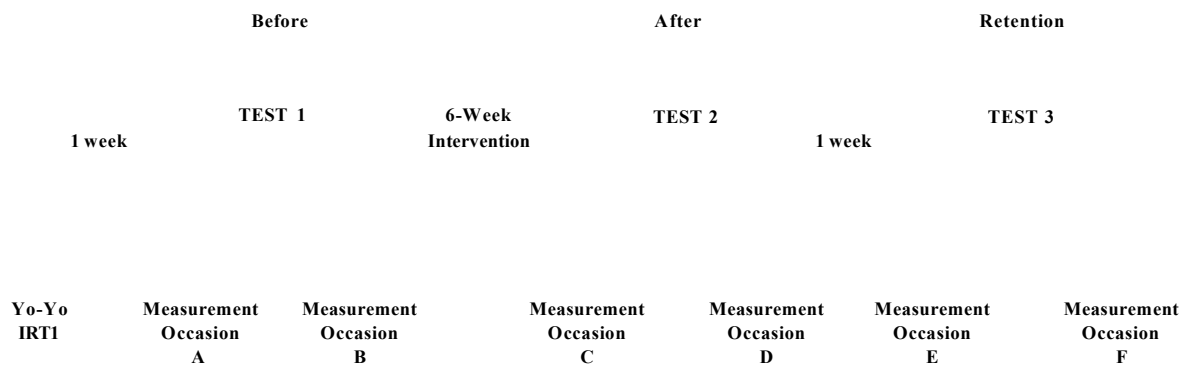 Before After Retention
TEST 1 6-Week TEST 2 TEST 3
1 week Intervention 1 week
Yo-Yo Measurement Measurement Measurement Measurement Measurement Measurement
IRT1 Occasion Occasion Occasion Occasion Occasion Occasion
A B C D E F